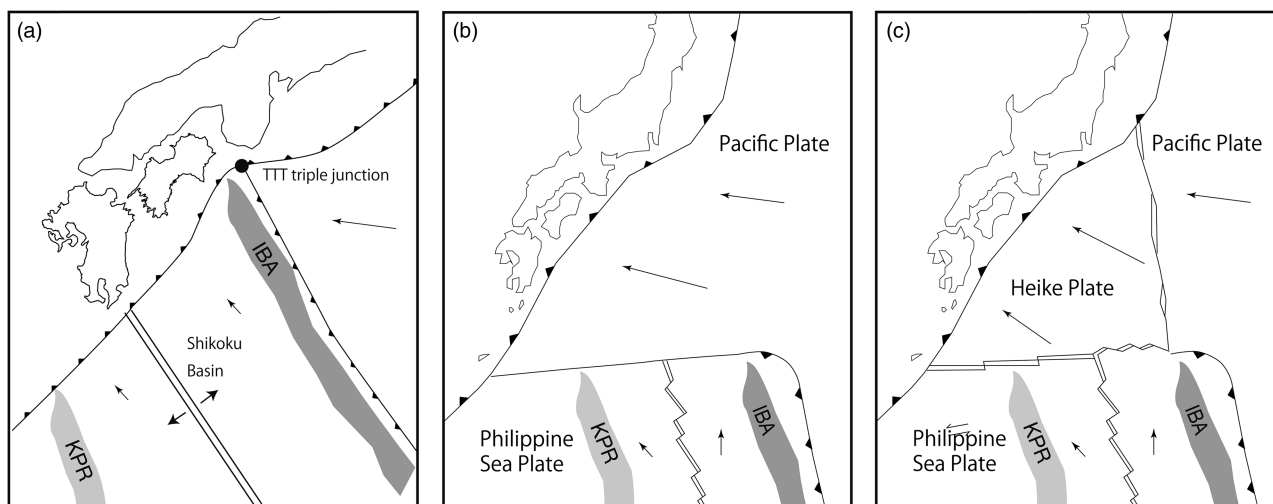 (a)
TTT triple junction
IBA
Shikoku
Basin
KPR
(b)
Pacific Plate
Philippine
Sea Plate
KPR
IBA
(c)
Pacific Plate
Heike Plate
Philippine
Sea Plate
KPR
IBA